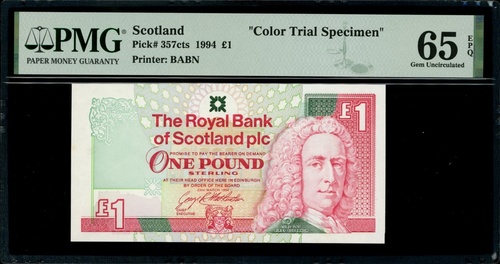 PMG
PAPER MONEY GUARANTY
Scotland
Pick# 357cts 1994 £1
Printer: BABN
"Color Trial Specimen"
65 EPQ
Gem Uncirculated
The Royal Bank
of Scotland plc
PROMISE TO PAY THE BEARER ON DEMAND
ONE POUND
STERLING
AT THEIR HEAD OFFICE HERE IN EDINBURGH
BY ORDER OF THE BOARD
CHIEF
EXECUTIVE
£1
£1